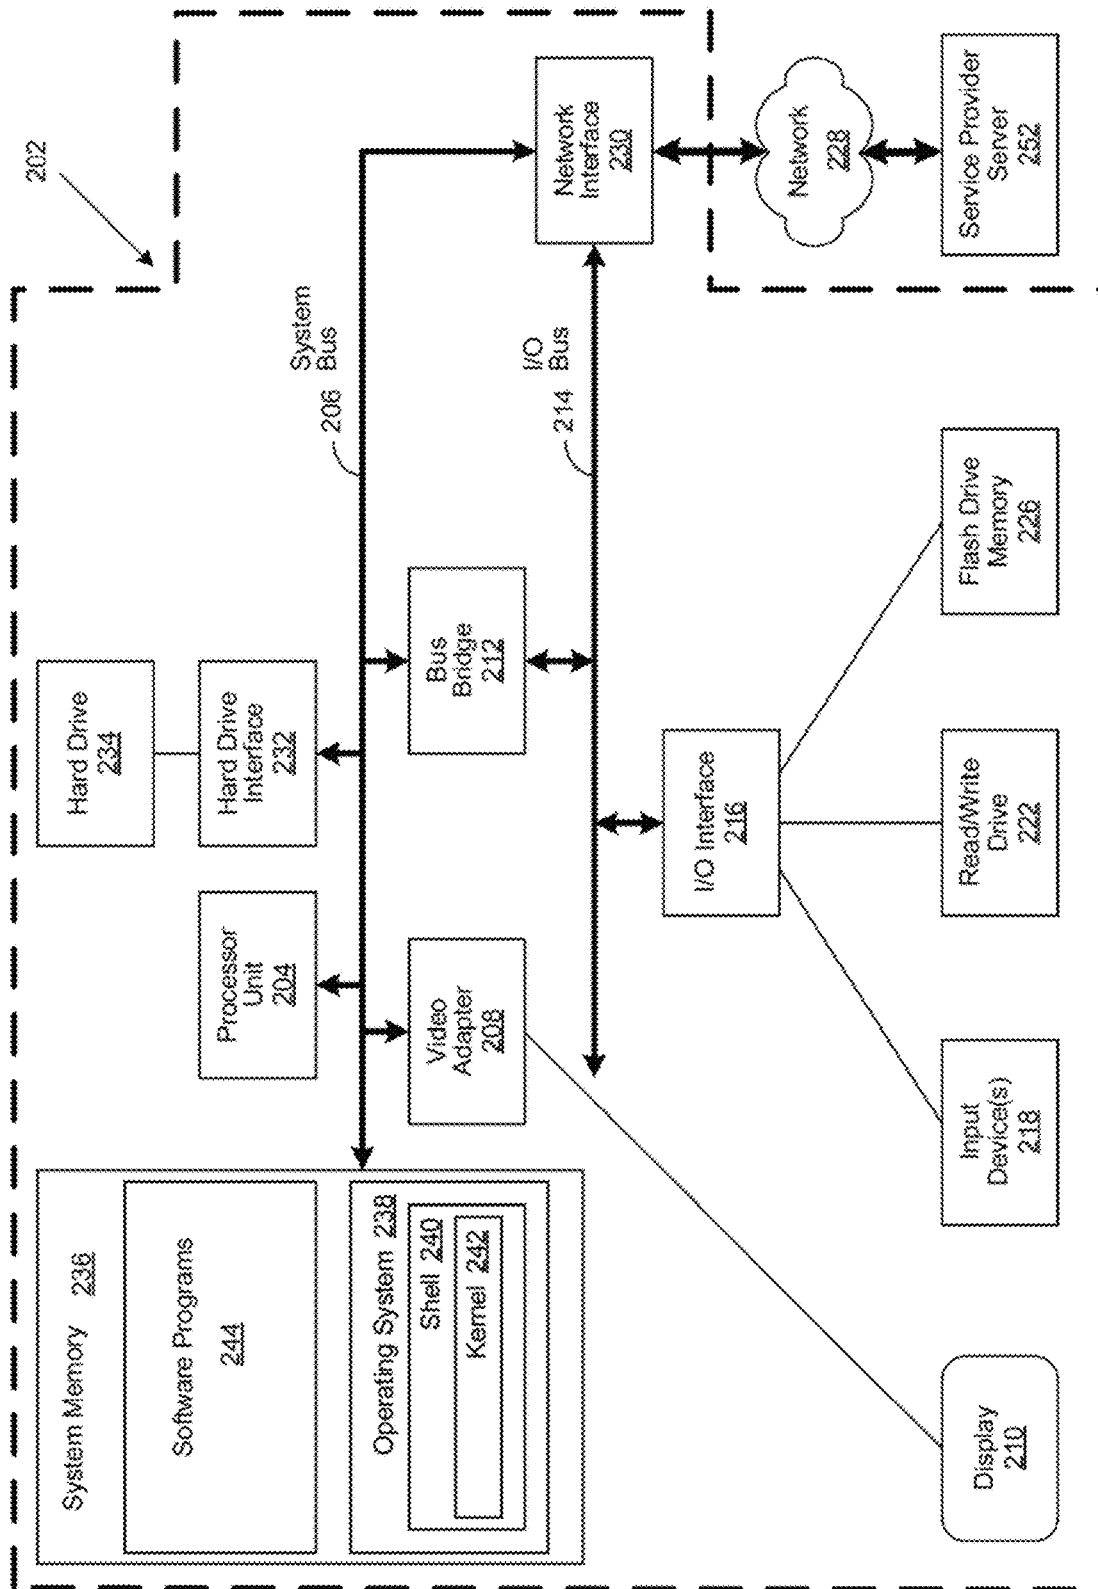 202
System Memory 236
Software Programs
244
Operating System 238
Shell 240
Kernel 242
Processor
Unit
204
Hard Drive
234
Hard Drive
Interface
232
System
Bus
206
Video
Adapter
208
Bus
Bridge
212
I/O
Bus
214
Network
Interface
230
I/O Interface
216
Network
228
Display
210
Input
Device(s)
218
Read/Write
Drive
222
Flash Drive
Memory
226
Service Provider
Server
252